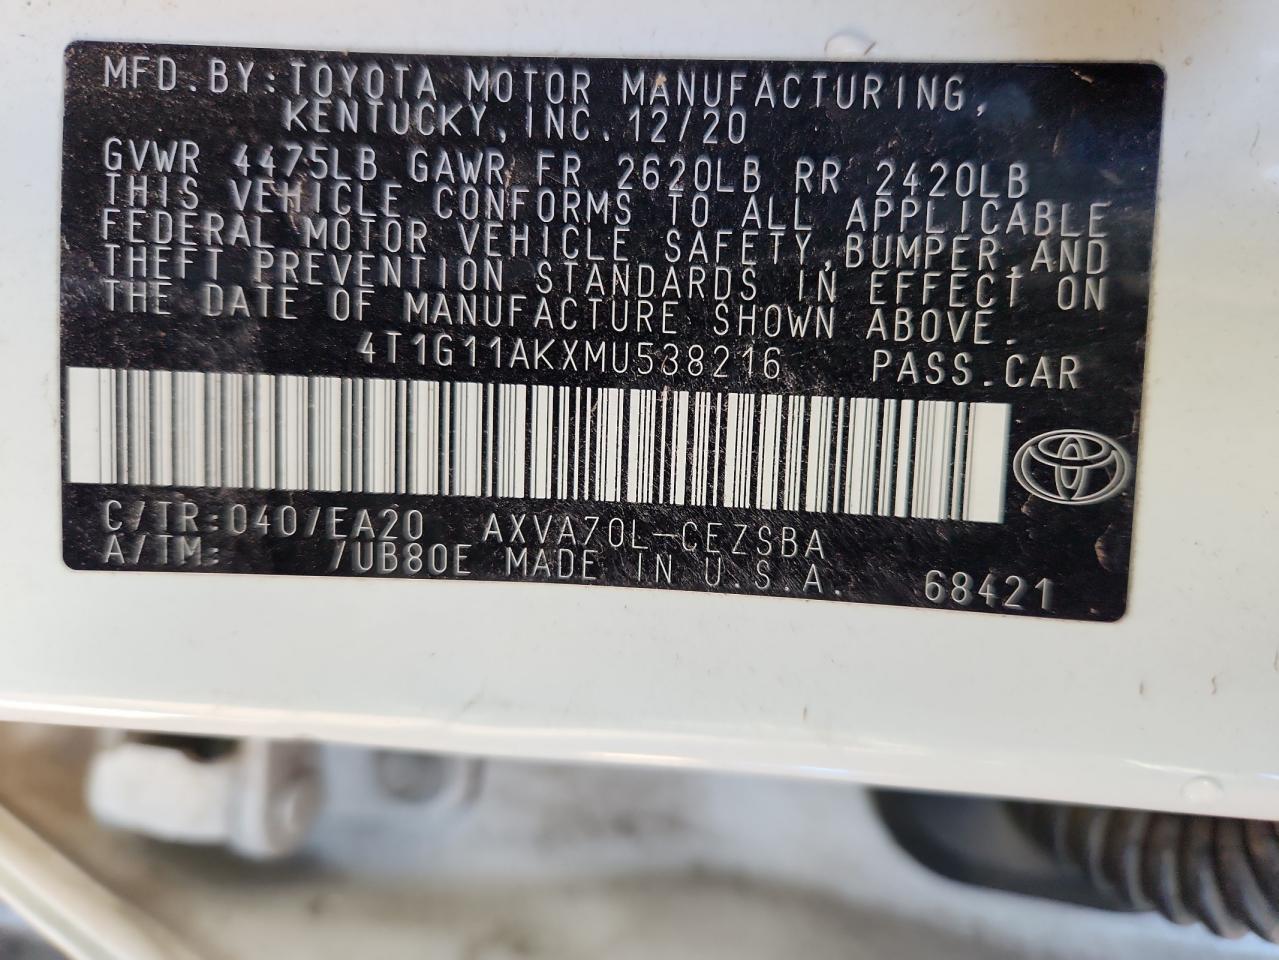 MFD.BY:TOYOTA MOTOR MANUFACTURING,
KENTUCKY,INC.12/20
GVWR 4475LB GAWR FR 2620LB RR 2420LB
THIS VEHICLE CONFORMS TO ALL APPLICABLE
FEDERAL MOTOR VEHICLE SAFETY,BUMPER,AND
THEFT PREVENTION STANDARDS IN EFFECT ON
THE DATE OF MANUFACTURE SHOWN ABOVE.
4T1G11AKXMU538216 PASS.CAR
C/TR:040/EA20 AXVA70L-CEZSBA
A/TM: /UB80E MADE IN U.S.A. 68421